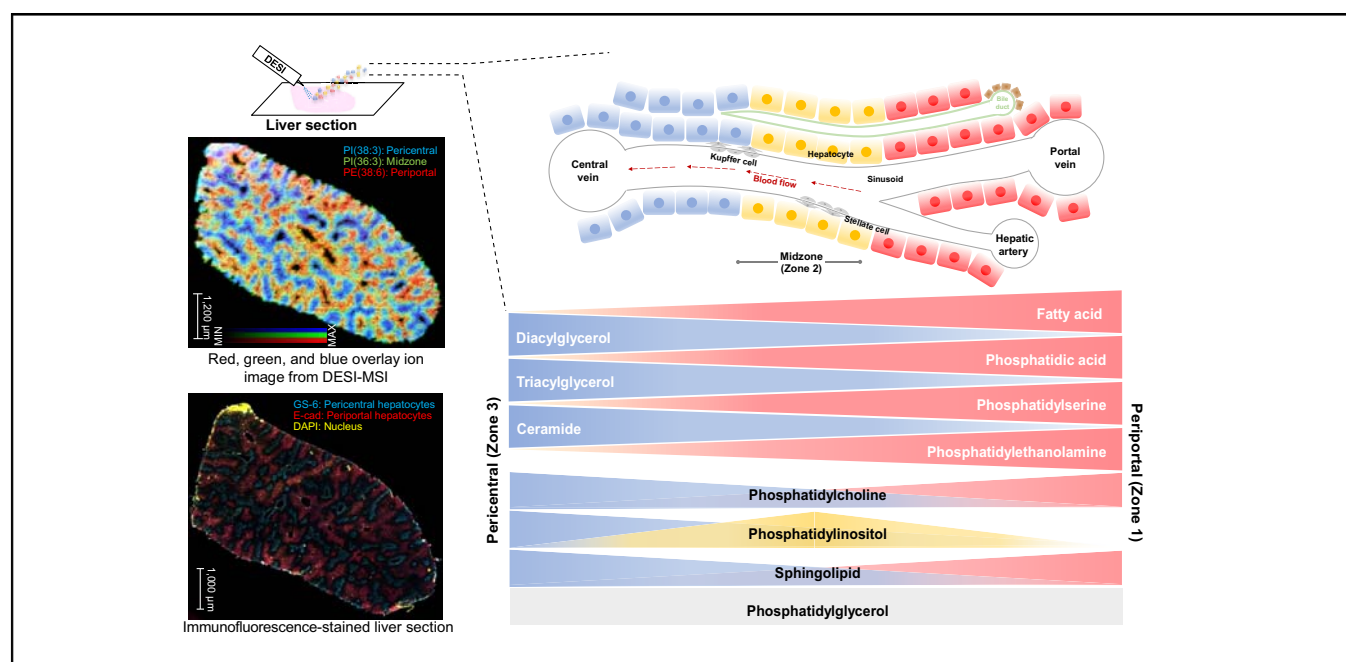 DESI
Liver section
PI(38:3): Pericentral
PI(36:3): Midzone
PE(38:6): Periportal
1,200 μm
MIN
MAX
Red, green, and blue overlay ion
image from DESI-MSI
GS-6: Pericentral hepatocytes
E-cad: Periportal hepatocytes
DAPI: Nucleus
1,000 μm
Immunofluorescence-stained liver section
Bile
duct
Central
vein
Kupffer cell
Hepatocyte
Portal
vein
Blood flow
Sinusoid
Stellate cell
Hepatic
artery
Midzone
(Zone 2)
Pericentral (Zone 3)
Periportal (Zone 1)
Fatty acid
Diacylglycerol
Phosphatidic acid
Triacylglycerol
Phosphatidylserine
Ceramide
Phosphatidylethanolamine
Phosphatidylcholine
Phosphatidylinositol
Sphingolipid
Phosphatidylglycerol